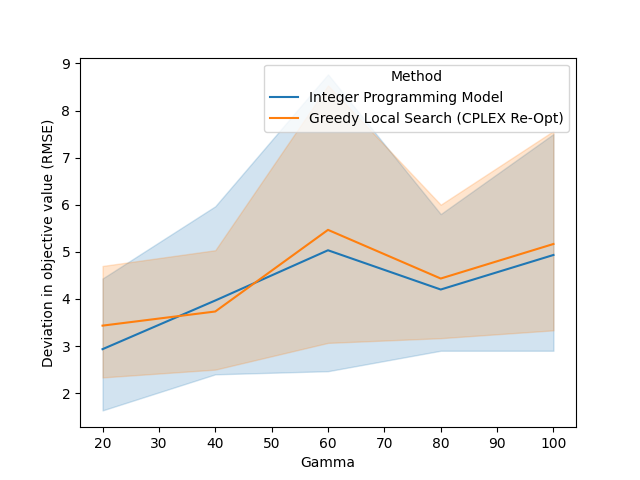 Method
Integer Programming Model
Greedy Local Search (CPLEX Re-Opt)
Deviation in objective value (RMSE)
9
8
7
6
5
4
3
2
20 30 40 50 60 70 80 90 100
Gamma